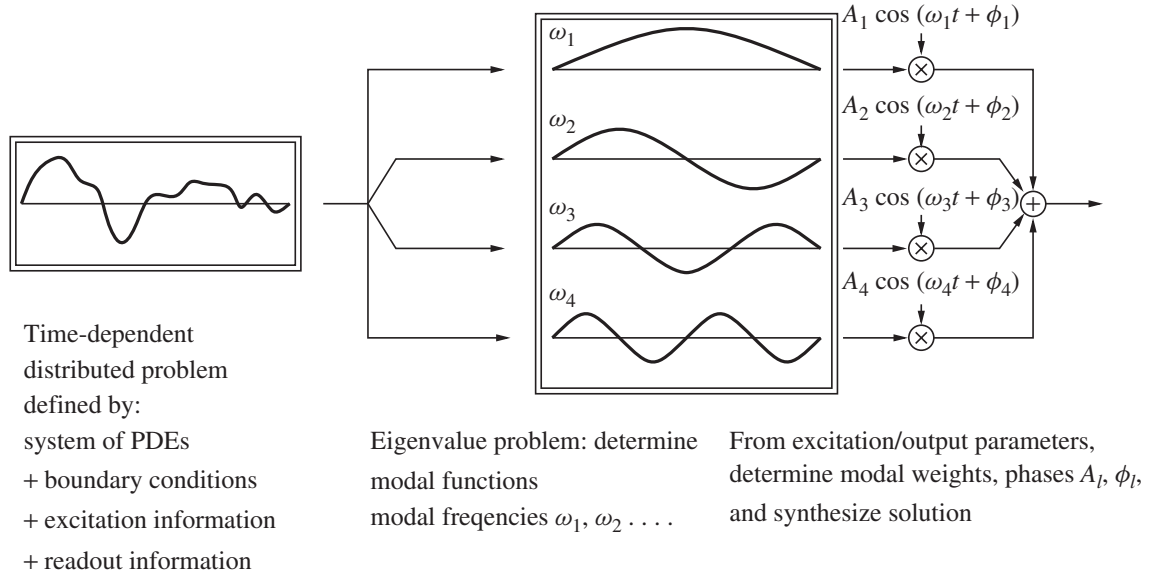 A₁ cos (ω₁t + ϕ₁)
ω₁
A₂ cos (ω₂t + ϕ₂)
ω₂
A₃ cos (ω₃t + ϕ₃)
ω₃
A₄ cos (ω₄t + ϕ₄)
ω₄
×
×
×
×
+
Time-dependent
distributed problem
defined by:
system of PDEs
+ boundary conditions
+ excitation information
+ readout information
Eigenvalue problem: determine
modal functions
modal freqencies ω₁, ω₂ . . . .
From excitation/output parameters,
determine modal weights, phases Aₗ, ϕₗ,
and synthesize solution